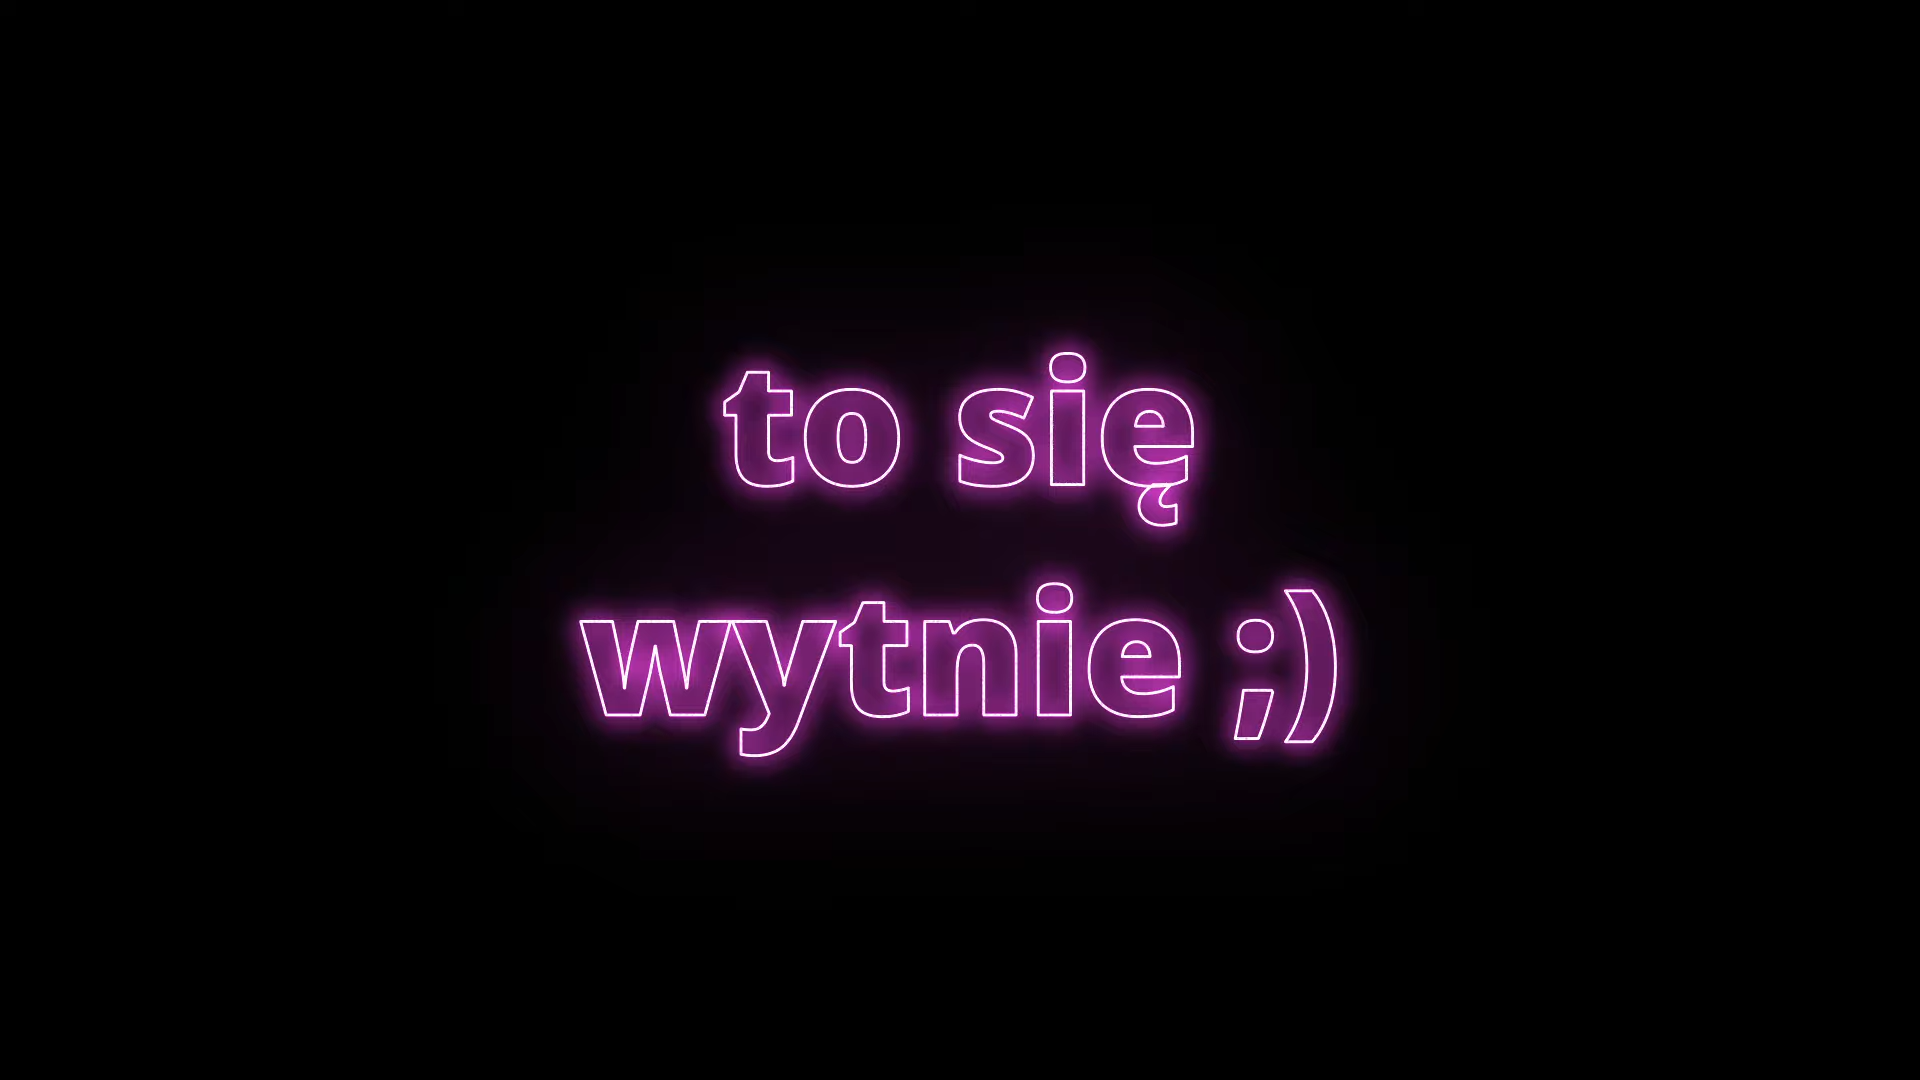 to się
wytnie ;)